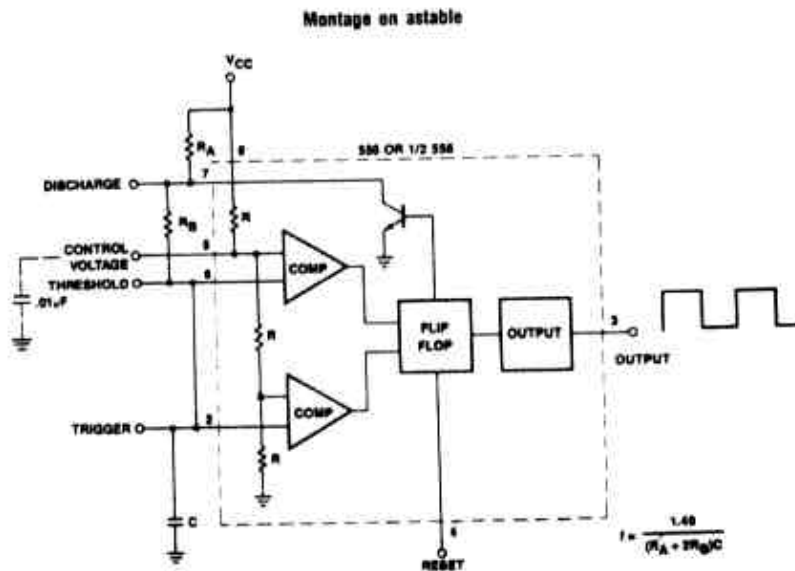 Montage en astable
VCC
RA
8
555 OR 1/2 556
7
DISCHARGE
RB
R
5
CONTROL
VOLTAGE
COMP
6
THRESHOLD
.01µF
R
FLIP
FLOP
OUTPUT
3
OUTPUT
COMP
TRIGGER
2
R
C
4
RESET
f = 1.49
(RA + 2RB)C